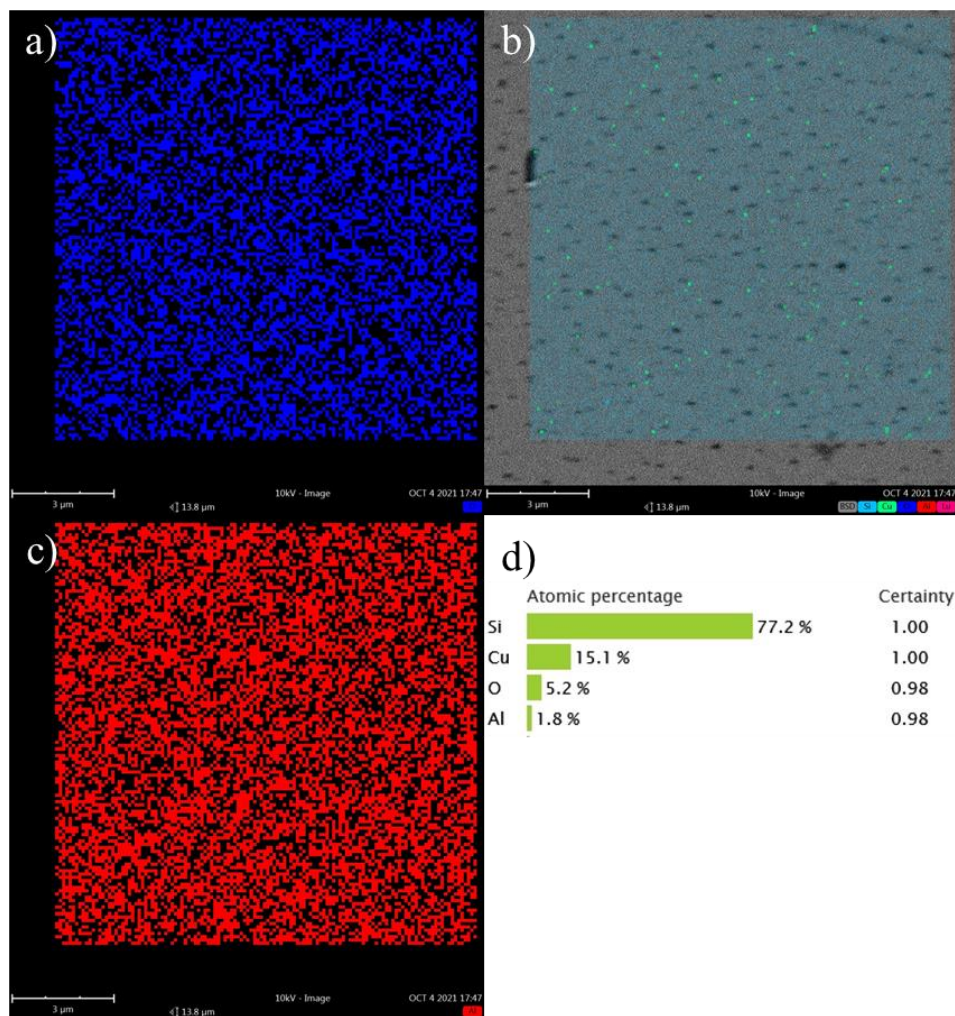 a)
3 µm
13.8 µm
10kV - Image
OCT 4 2021 17:47
b)
3 µm
13.8 µm
10kV - Image
OCT 4 2021 17:47
BSD Si Cu Al
c)
3 µm
13.8 µm
10kV - Image
OCT 4 2021 17:47
Al
d)
Atomic percentage Certainty
Si 77.2 % 1.00
Cu 15.1 % 1.00
O 5.2 % 0.98
Al 1.8 % 0.98